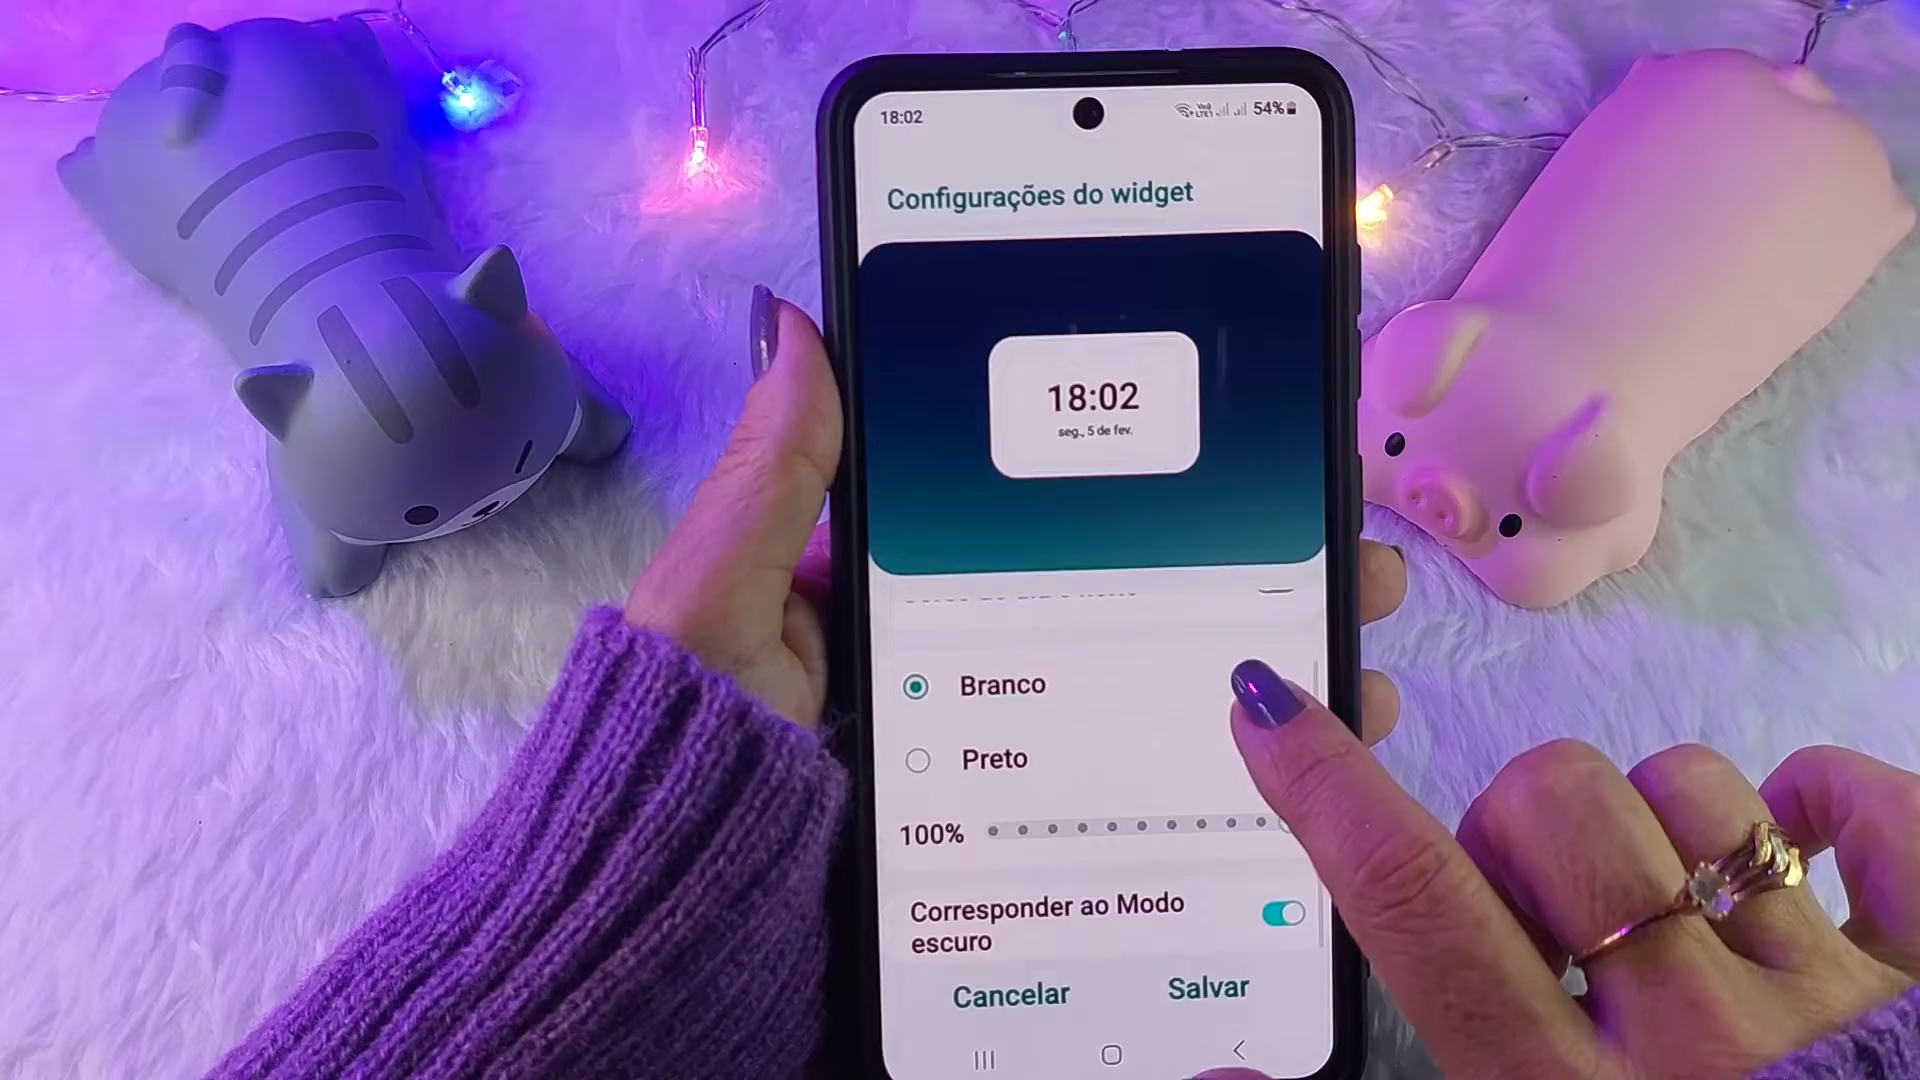 18:02
54%
Configurações do widget
18:02
seg., 5 de fev.
Branco
Preto
100%
Corresponder ao Modo
escuro
Cancelar Salvar